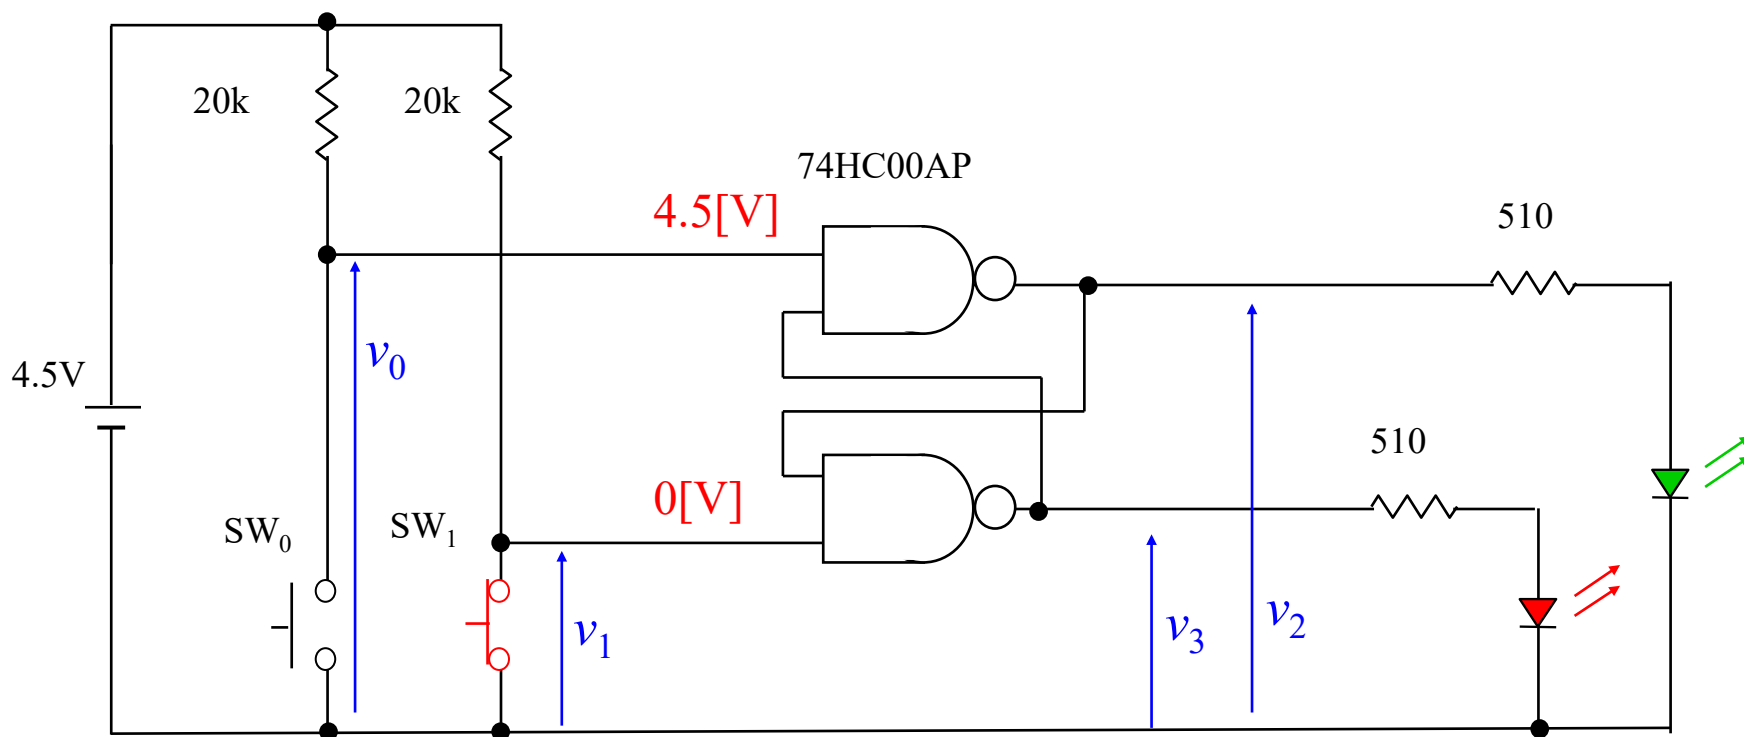 20k
20k
74HC00AP
4.5[V]
510
v₀
4.5V
510
0[V]
SW₀
SW₁
v₁
v₃
v₂